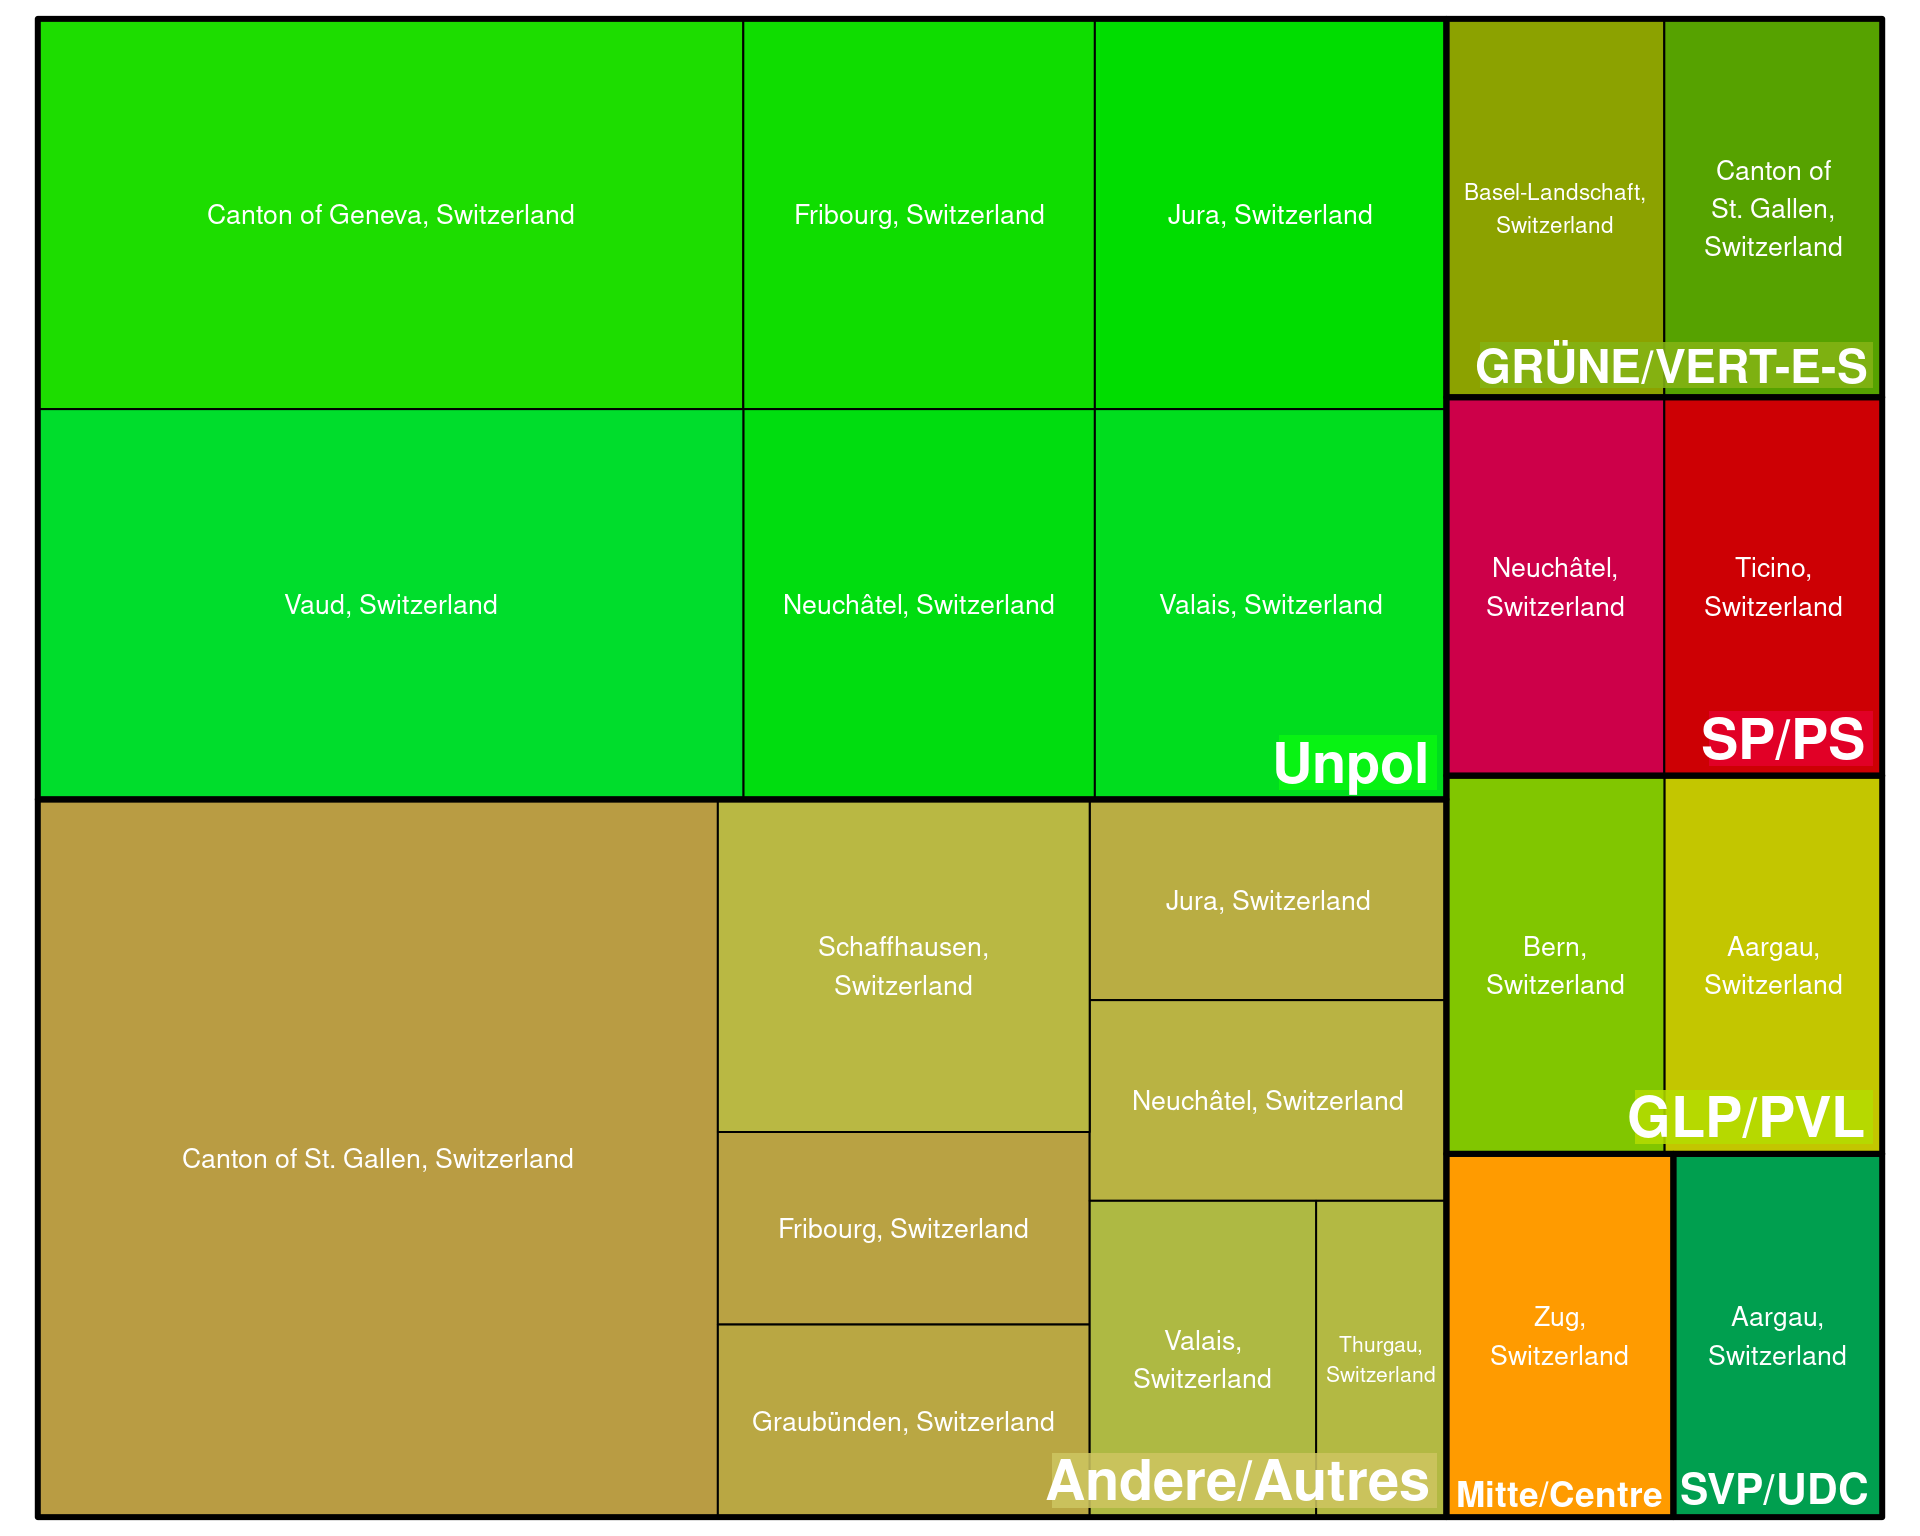 Canton of Geneva, Switzerland
Fribourg, Switzerland
Jura, Switzerland
Vaud, Switzerland
Neuchâtel, Switzerland
Valais, Switzerland
Unpol
Canton of St. Gallen, Switzerland
Schaffhausen,
Switzerland
Fribourg, Switzerland
Graubünden, Switzerland
Jura, Switzerland
Neuchâtel, Switzerland
Valais,
Switzerland
Thurgau,
Switzerland
Andere/Autres
Basel-Landschaft,
Switzerland
Canton of
St. Gallen,
Switzerland
GRÜNE/VERT-E-S
Neuchâtel,
Switzerland
Ticino,
Switzerland
SP/PS
Bern,
Switzerland
Aargau,
Switzerland
GLP/PVL
Zug,
Switzerland
Mitte/Centre
Aargau,
Switzerland
SVP/UDC